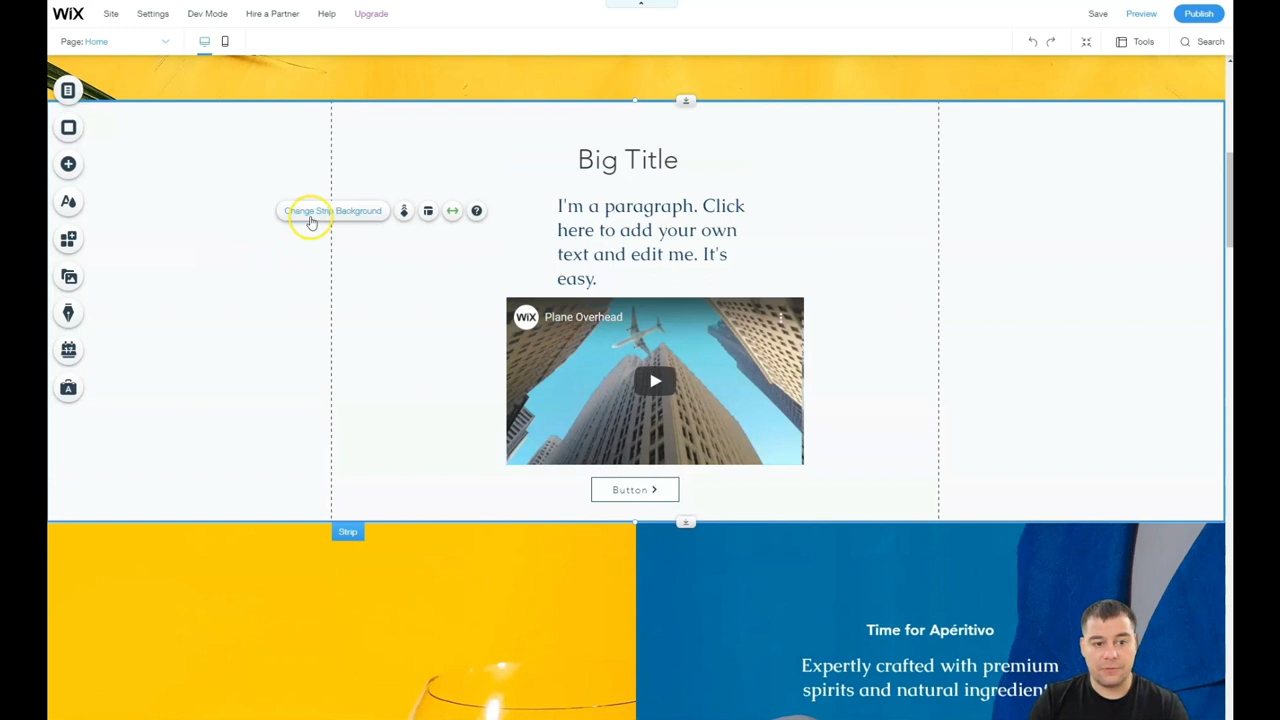 WiX Site Settings Dev Mode Hire a Partner Help Upgrade Save Preview Publish
Page: Home Tools Search
Big Title
Change Strip Background
I'm a paragraph. Click
here to add your own
text and edit me. It's
easy.
WiX Plane Overhead
Button
Strip
Time for Apéritivo
Expertly crafted with premium
spirits and natural ingredient